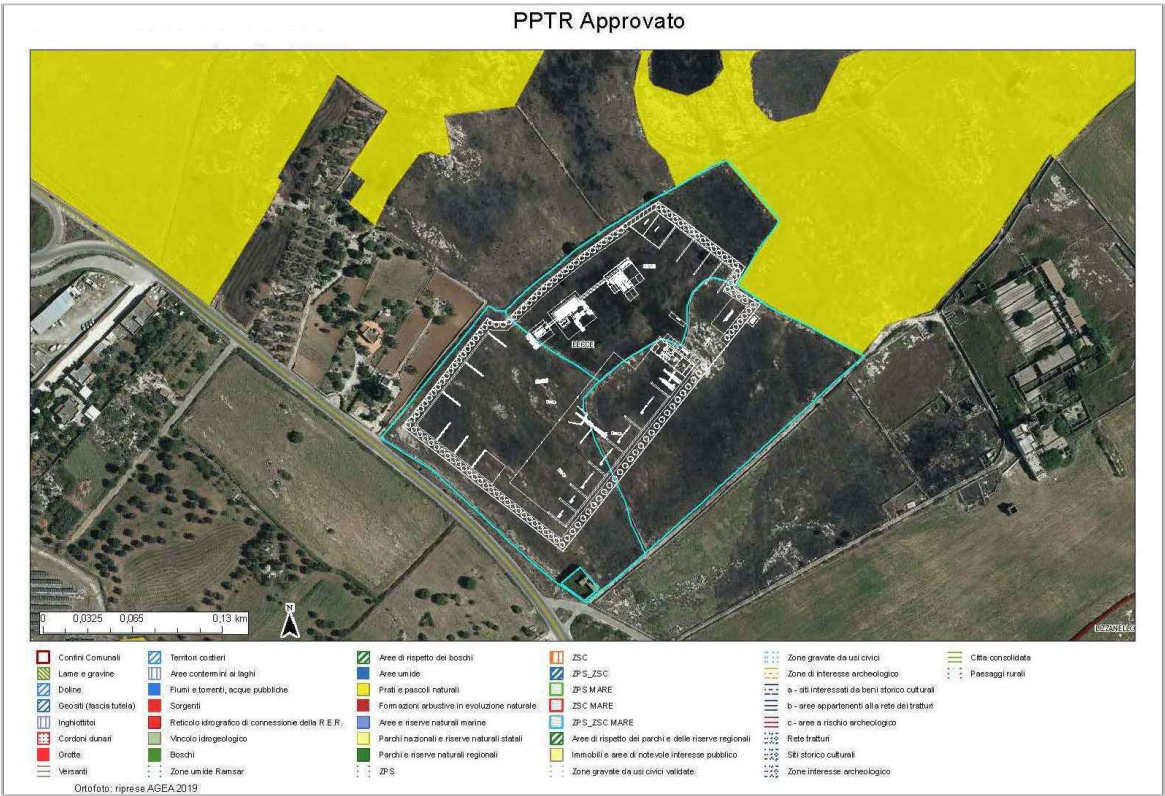 PPTR Approvato
LECCE
LIZZANELLO
0 0,0325 0,065 0,13 km
N
Confini Comunali
Lame e gravine
Doline
Geositi (fascia tutela)
Inghiottitoi
Cordoni dunari
Grotte
Versanti
Territori costieri
Aree contermini ai laghi
Fiumi e torrenti, acque pubbliche
Sorgenti
Reticolo idrografico di connessione della R.E.R.
Vincolo idrogeologico
Boschi
Zone umide Ramsar
Aree di rispetto dei boschi
Aree umide
Prati e pascoli naturali
Formazioni arbustive in evoluzione naturale
Aree e riserve naturali marine
Parchi nazionali e riserve naturali statali
Parchi e riserve naturali regionali
ZPS
ZSC
ZPS_ZSC
ZPS MARE
ZSC MARE
ZPS_ZSC MARE
Aree di rispetto dei parchi e delle riserve regionali
Immobili e aree di notevole interesse pubblico
Zone gravate da usi civici validate
Zone gravate da usi civici
Zone di interesse archeologico
a - siti interessati da beni storico culturali
b - aree appartenenti alla rete dei tratturi
c - aree a rischio archeologico
Rete tratturi
Siti storico culturali
Zone interesse archeologico
Citta consolidata
Paesaggi rurali
Ortofoto: riprese AGEA 2019